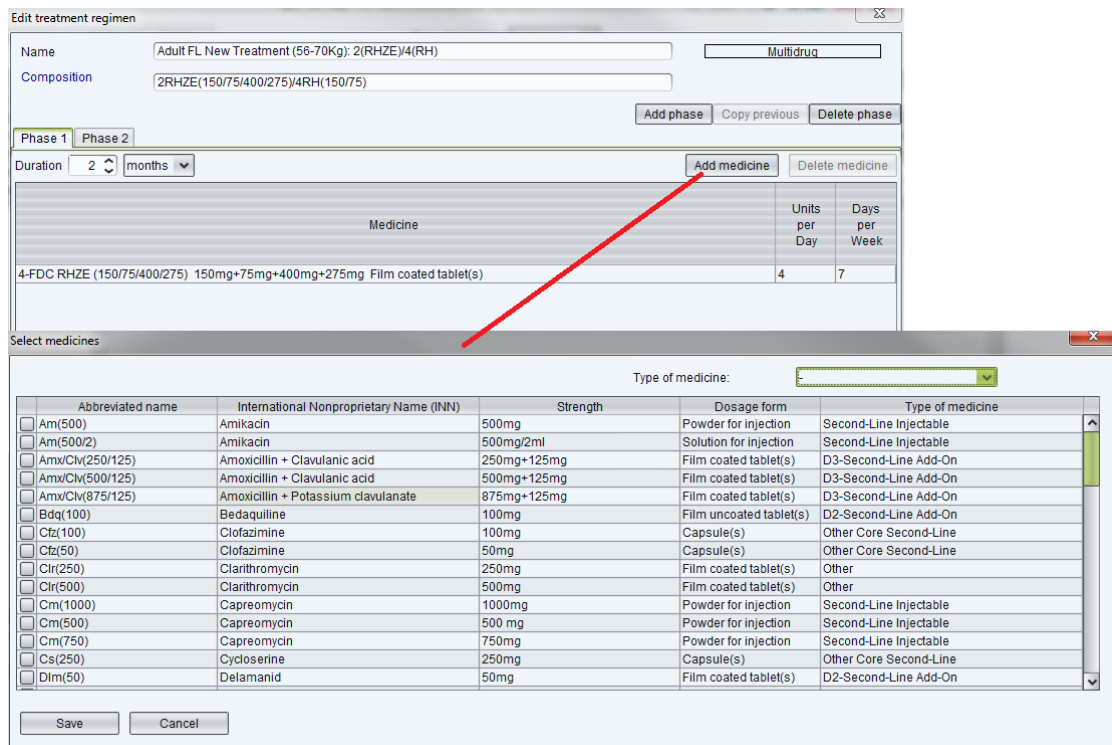 Edit treatment regimen
Name Adult FL New Treatment (56-70Kg): 2(RHZE)/4(RH) Multidrug
Composition 2RHZE(150/75/400/275)/4RH(150/75)
Add phase Copy previous Delete phase
Phase 1 Phase 2
Duration 2 months Add medicine Delete medicine
Medicine Units per Day Days per Week
4-FDC RHZE (150/75/400/275) 150mg+75mg+400mg+275mg Film coated tablet(s) 4 7
Select medicines
Type of medicine: -
Abbreviated name International Nonproprietary Name (INN) Strength Dosage form Type of medicine
Am(500) Amikacin 500mg Powder for injection Second-Line Injectable
Am(500/2) Amikacin 500mg/2ml Solution for injection Second-Line Injectable
Amx/Clv(250/125) Amoxicillin + Clavulanic acid 250mg+125mg Film coated tablet(s) D3-Second-Line Add-On
Amx/Clv(500/125) Amoxicillin + Clavulanic acid 500mg+125mg Film coated tablet(s) D3-Second-Line Add-On
Amx/Clv(875/125) Amoxicillin + Potassium clavulanate 875mg+125mg Film coated tablet(s) D3-Second-Line Add-On
Bdq(100) Bedaquiline 100mg Film uncoated tablet(s) D2-Second-Line Add-On
Cfz(100) Clofazimine 100mg Capsule(s) Other Core Second-Line
Cfz(50) Clofazimine 50mg Capsule(s) Other Core Second-Line
Clr(250) Clarithromycin 250mg Film coated tablet(s) Other
Clr(500) Clarithromycin 500mg Film coated tablet(s) Other
Cm(1000) Capreomycin 1000mg Powder for injection Second-Line Injectable
Cm(500) Capreomycin 500 mg Powder for injection Second-Line Injectable
Cm(750) Capreomycin 750mg Powder for injection Second-Line Injectable
Cs(250) Cycloserine 250mg Capsule(s) Other Core Second-Line
Dlm(50) Delamanid 50mg Film coated tablet(s) D2-Second-Line Add-On
Save Cancel